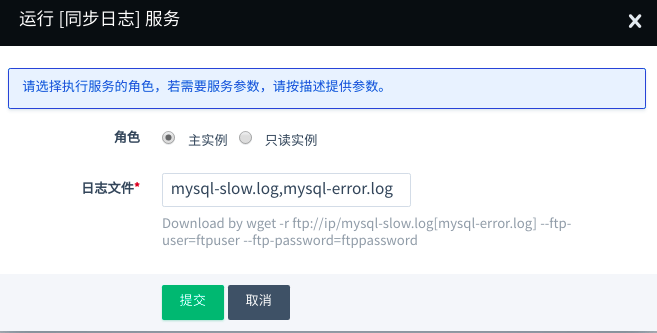 运行 [同步日志] 服务
请选择执行服务的角色，若需要服务参数，请按描述提供参数。
角色 主实例 只读实例
日志文件* mysql-slow.log,mysql-error.log
Download by wget -r ftp://ip/mysql-slow.log[mysql-error.log] --ftp-
user=ftpuser --ftp-password=ftppassword
提交 取消